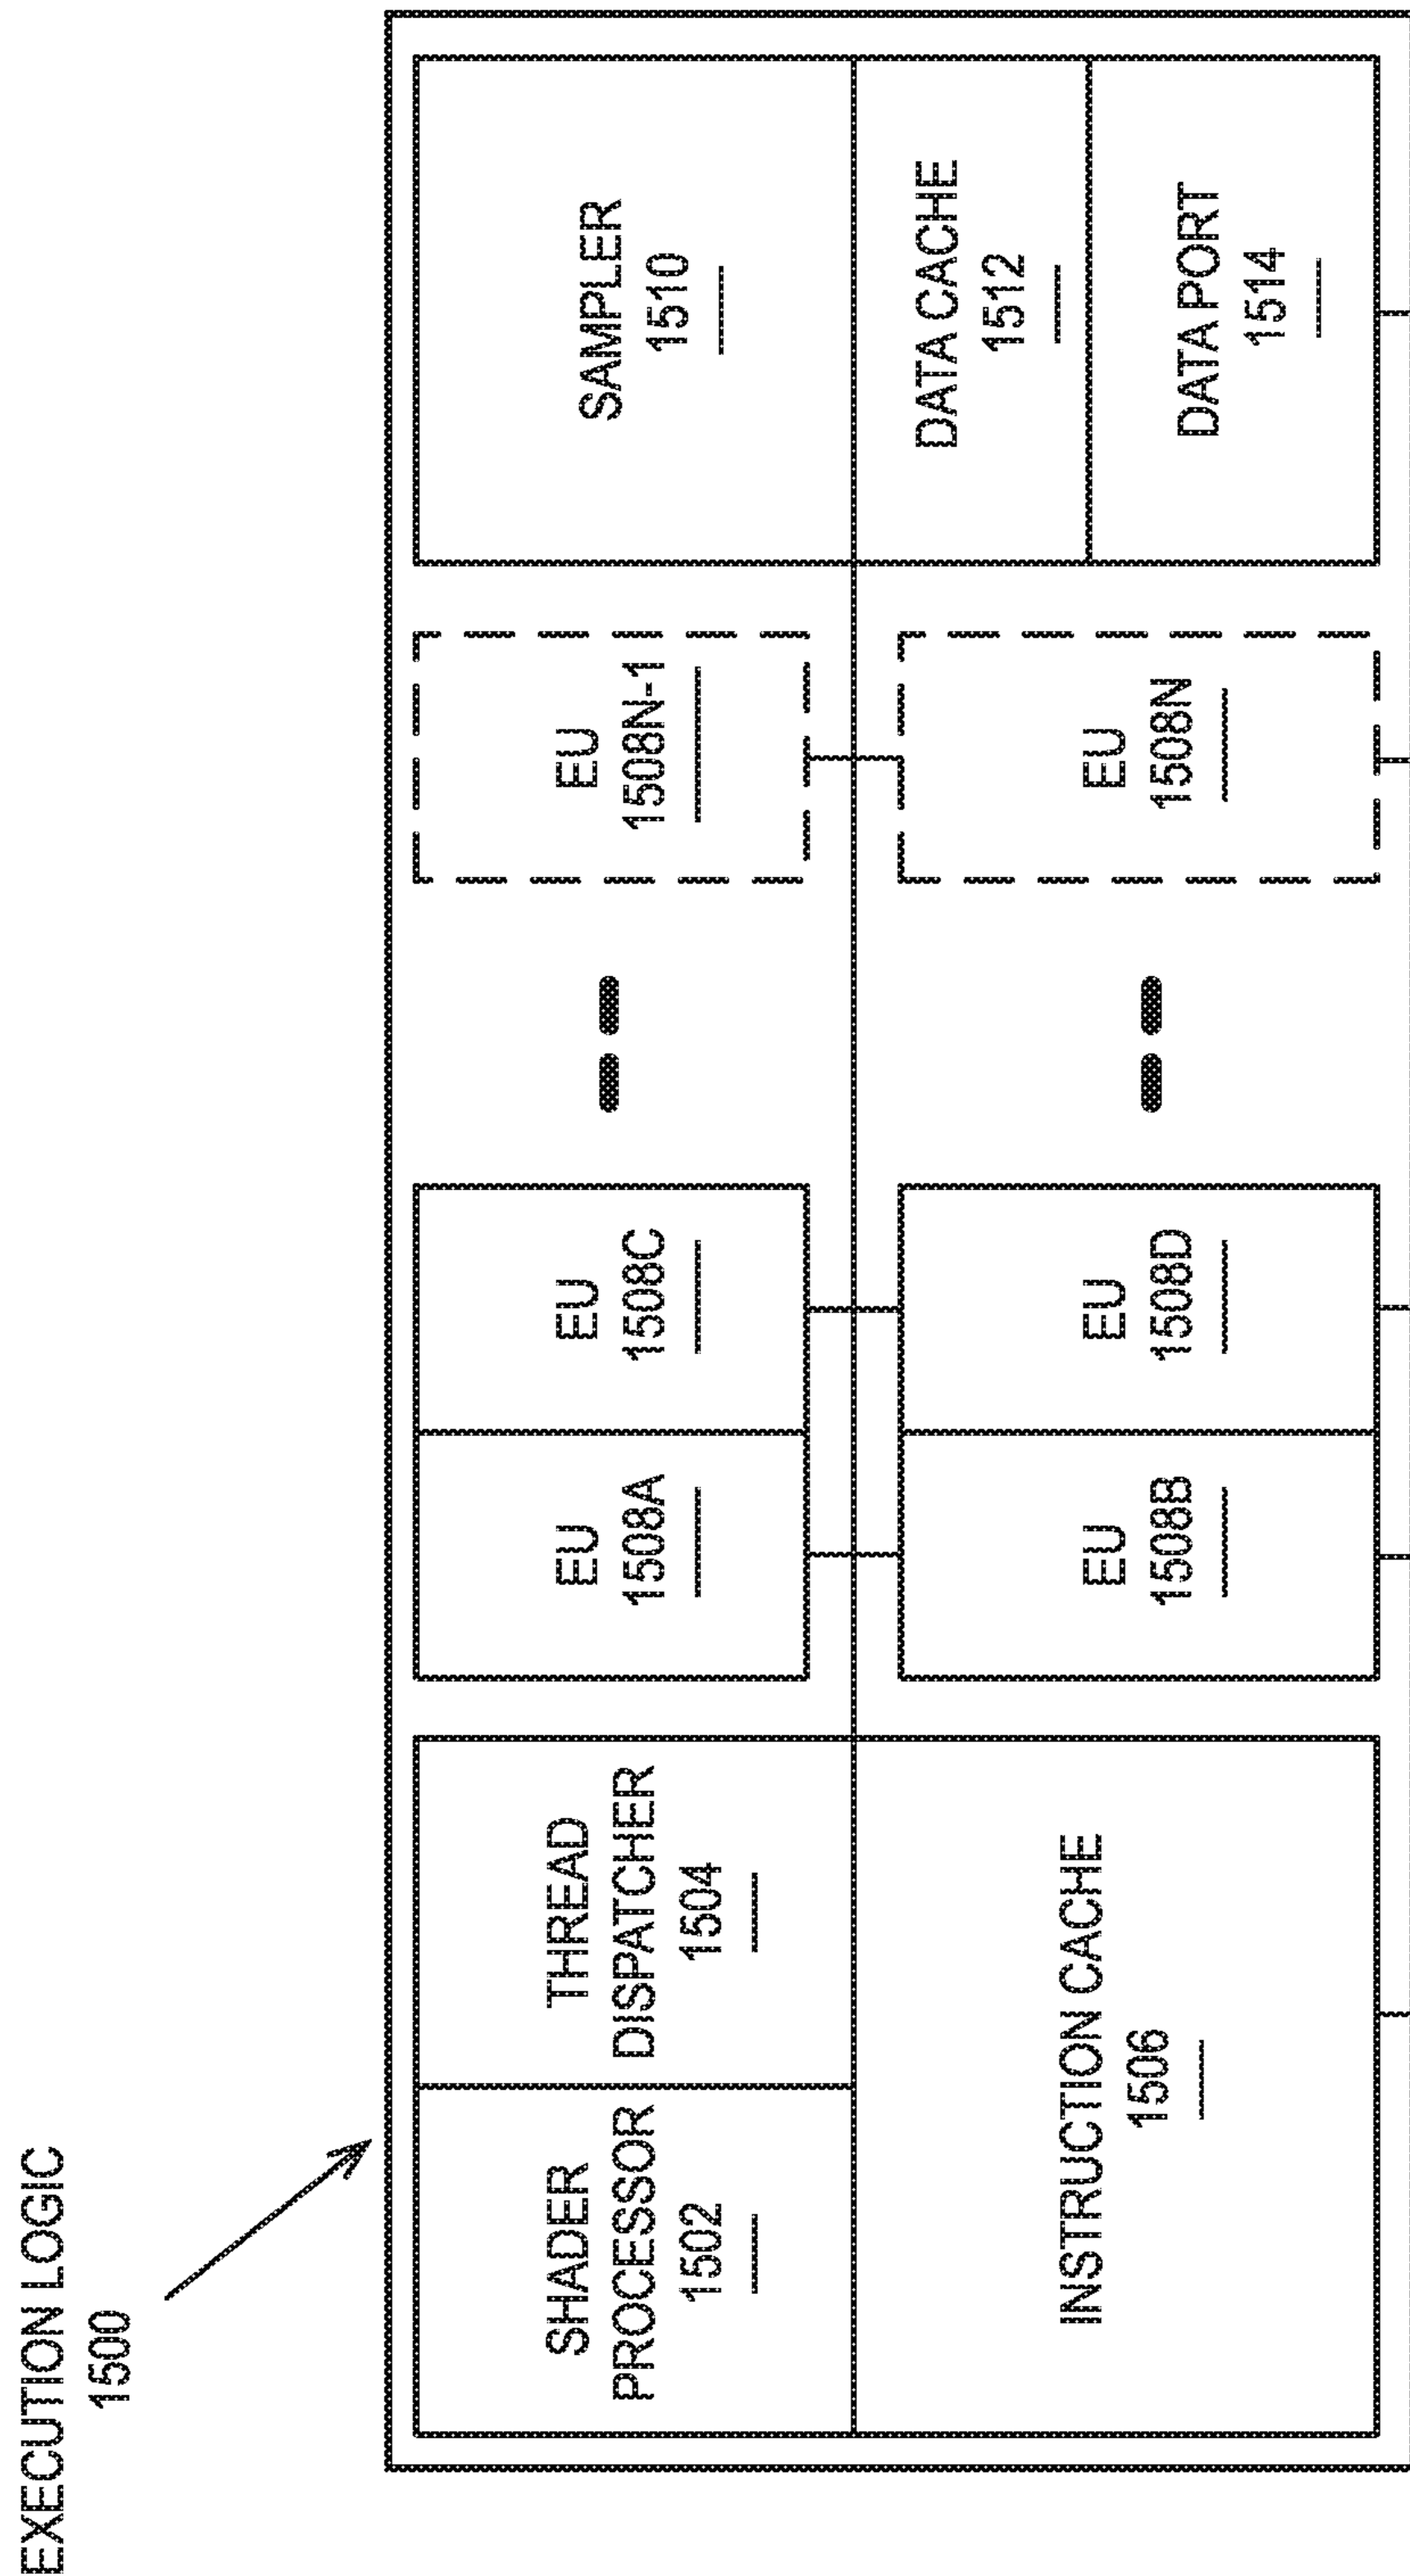 EXECUTION LOGIC
1500
SHADER
PROCESSOR
1502
THREAD
DISPATCHER
1504
INSTRUCTION CACHE
1506
EU
1508A
EU
1508C
EU
1508N-1
EU
1508B
EU
1508D
EU
1508N
SAMPLER
1510
DATA CACHE
1512
DATA PORT
1514